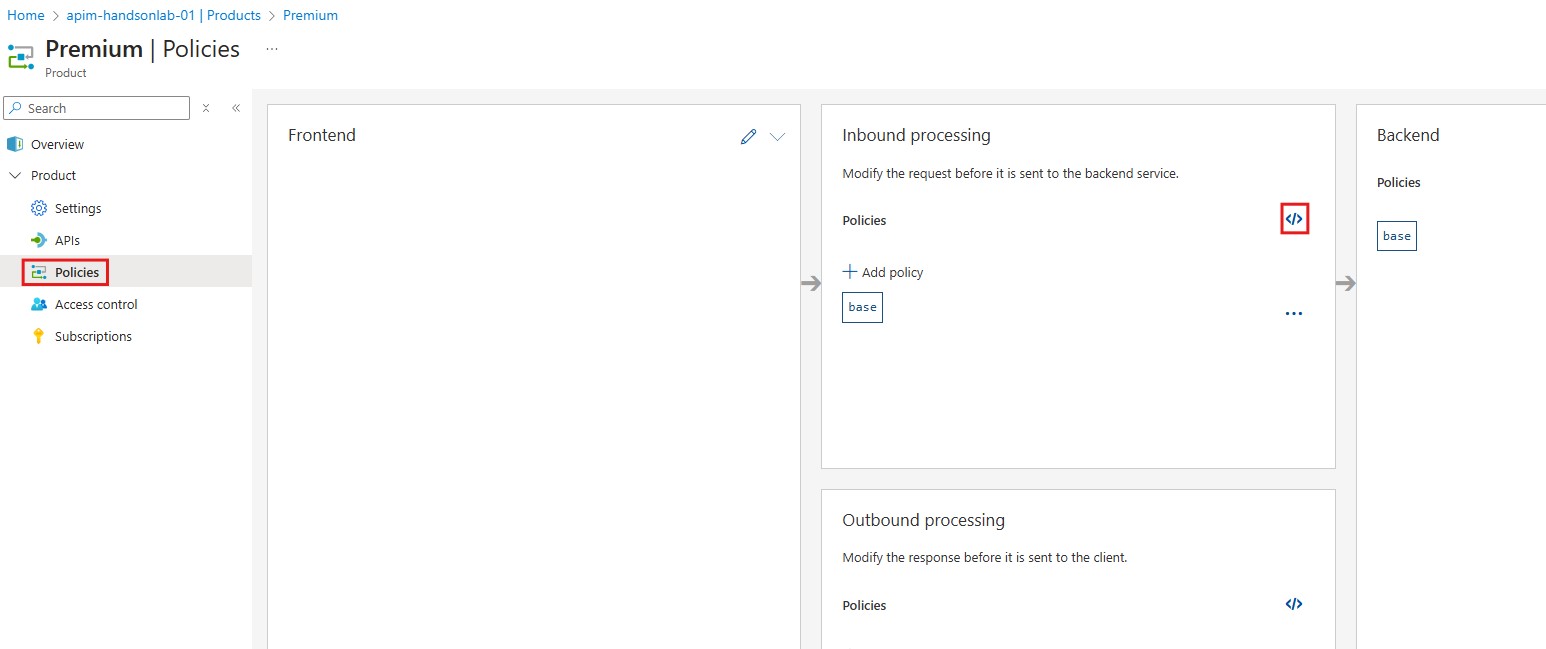 Home > apim-handsonlab-01 | Products > Premium
Premium | Policies ...
Product
Search
Overview
Product
Settings
APIs
Policies
Access control
Subscriptions
Frontend
Inbound processing
Modify the request before it is sent to the backend service.
Policies </>
+ Add policy
base ...
Outbound processing
Modify the response before it is sent to the client.
Policies </>
Backend
Policies
base